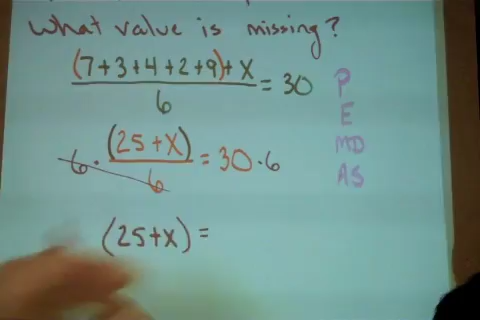 What value is missing?
(7+3+4+2+9)+x
6
= 30
P
E
MD
AS
6 · (25+x)
6
= 30 · 6
(25+x) =